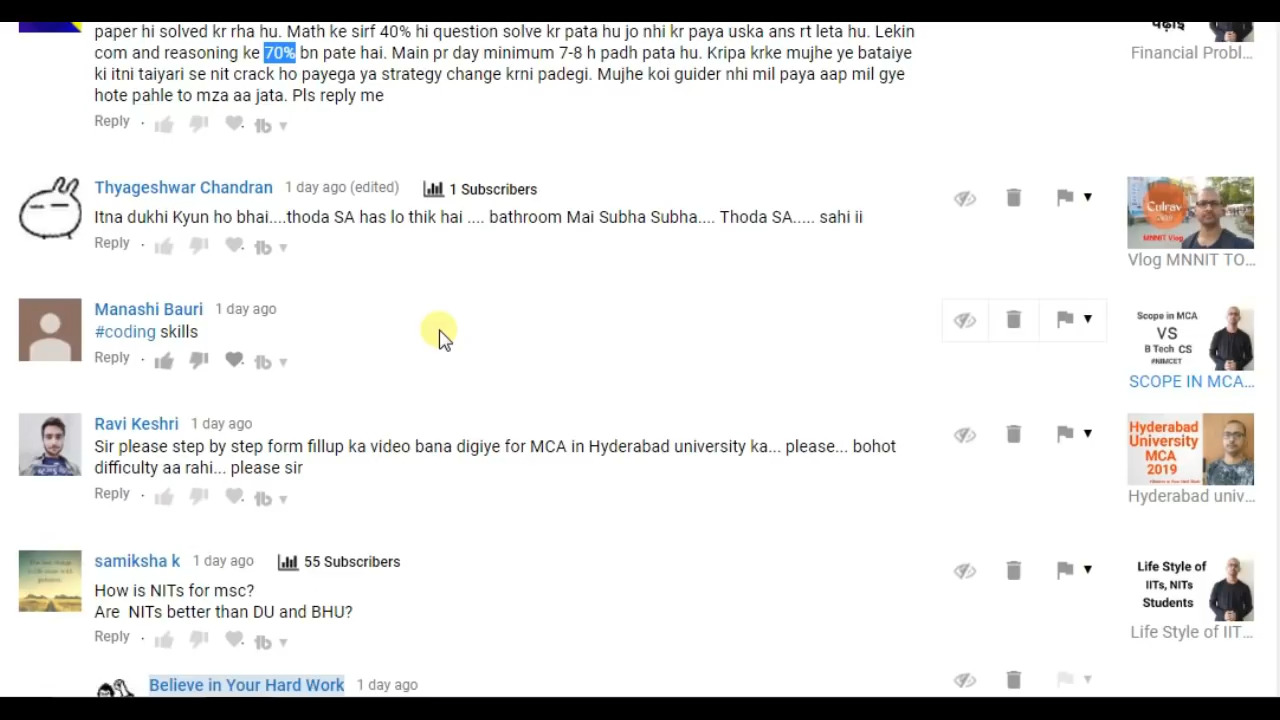 पढ़ाई
paper hi solved kr rha hu. Math ke sirf 40% hi question solve kr pata hu jo nhi kr paya uska ans rt leta hu. Lekin
com and reasoning ke 70% bn pate hai. Main pr day mininum 7-8 h padh pata hu. Kripa krke mujhe ye bataiye
Financial Probl...
ki itni taiyari se nit crack ho payega ya strategy change krni padegi. Mujhe koi guider nhi mil paya aap mil gye
hote pahle to mza aa jata. Pls reply me
Reply
Thyageshwar Chandran 1 day ago (edited) 1 Subscribers
Itna dukhi Kyun ho bhai....thoda SA has lo thik hai .... bathroom Mai Subha Subha.... Thoda SA..... sahi ii
Reply
MNNIT Vlog
Vlog MNNIT TO...
Manashi Bauri 1 day ago
#coding skills
Reply
Scope in MCA
VS
B Tech CS
#NIMCET
SCOPE IN MCA...
Ravi Keshri 1 day ago
Sir please step by step form fillup ka video bana digiye for MCA in Hyderabad university ka... please... bohot
difficulty aa rahi... please sir
Reply
Hyderabad
University
MCA
2019
Hyderabad univ...
samiksha k 1 day ago 55 Subscribers
How is NITs for msc?
Are NITs better than DU and BHU?
Reply
Life Style of
IITs, NITs
Students
Life Style of IIT...
Believe in Your Hard Work 1 day ago